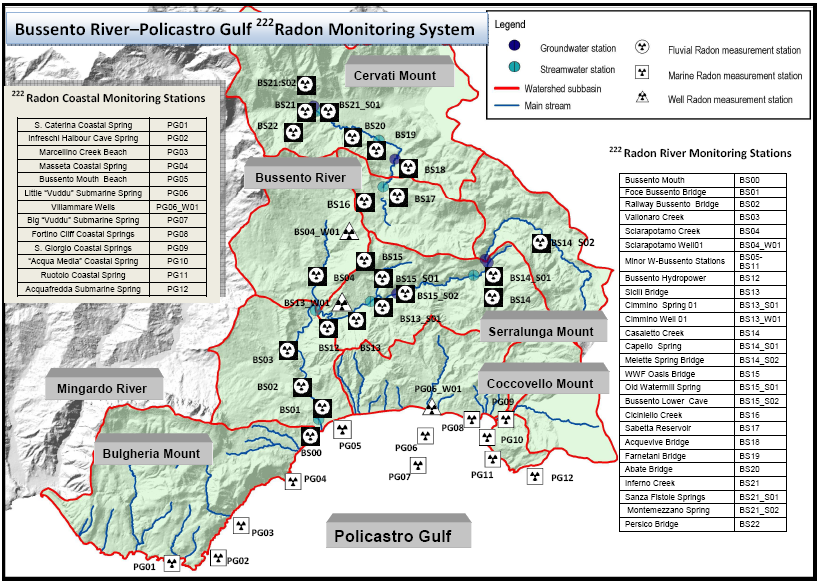 Bussento River–Policastro Gulf ²²²Radon Monitoring System
Legend
Groundwater station
Streamwater station
Watershed subbasin
Main stream
Fluvial Radon measurement station
Marine Radon measurement station
Well Radon measurement station
²²² Radon Coastal Monitoring Stations
S. Caterina Coastal Spring PG01
Infreschi Halbour Cave Spring PG02
Marcellino Creek Beach PG03
Masseta Coastal Spring PG04
Bussento Mouth Beach PG05
Little "Vuddu" Submarine Spring PG06
Villammare Wells PG06_W01
Big "Vuddu" Submarine Spring PG07
Fortino Cliff Coastal Springs PG08
S. Giorgio Coastal Springs PG09
"Acqua Media" Coastal Spring PG10
Ruotolo Coastal Spring PG11
Acquafredda Submarine Spring PG12
²²² Radon River Monitoring Stations
Bussento Mouth BS00
Foce Bussento Bridge BS01
Railway Bussento Bridge BS02
Vallonaro Creek BS03
Sciarapotamo Creek BS04
Sciarapotamo Well01 BS04_W01
Minor W-Bussento Stations BS05-
BS11
Bussento Hydropower BS12
Sicili Bridge BS13
Cimmino Spring 01 BS13_S01
Cimmino Well 01 BS13_W01
Casaletto Creek BS14
Capello Spring BS14_S01
Melette Spring Bridge BS14_S02
WWF Oasis Bridge BS15
Old Watermill Spring BS15_S01
Bussento Lower Cave BS15_S02
Ciciniello Creek BS16
Sabetta Reservoir BS17
Acquevive Bridge BS18
Farnetani Bridge BS19
Abate Bridge BS20
Inferno Creek BS21
Sanza Fistole Springs BS21_S01
Montemezzano Spring BS21_S02
Persico Bridge BS22
Cervati Mount
BS21:S02
BS21
BS21_S01
BS22
BS20
BS19
BS18
Bussento River
BS16
BS17
BS04_W01
BS14_S02
BS15
BS04
BS15_S01
BS14_S01
BS13_W01
BS15_S02
BS14
BS13_S01
BS12
BS13
Serralunga Mount
BS03
Mingardo River
BS02
PG06_W01
Coccovello Mount
PG09
BS01
PG08
PG05
PG06
PG10
Bulgheria Mount
BS00
PG07
PG11
PG04
PG12
PG03
Policastro Gulf
PG02
PG01